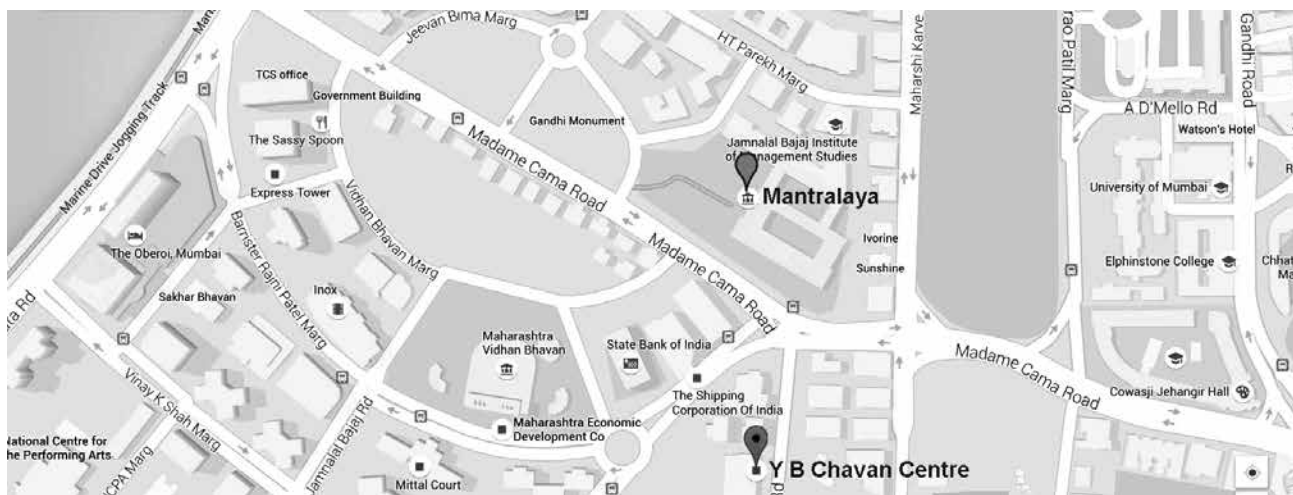 Jeevan Bima Marg
HT Parekh Marg
Maharshi Karve
rao Patil Marg
Gandhi Road
Marine Drive Jogging Track
TCS office
Government Building
The Sassy Spoon
Express Tower
Gandhi Monument
Madame Cama Road
Jamnalal Bajaj Institute
of Management Studies
Mantralaya
A D'Mello Rd
Watson's Hotel
University of Mumbai
Elphinstone College
Chhat
Ma
R
Ivorine
Sunshine
The Oberoi, Mumbai
Vidhan Bhavan Marg
Barrister Rajni Patel Marg
Sakhar Bhavan
Inox
ata Rd
Madame Cama Road
Maharashtra
Vidhan Bhavan
State Bank of India
Madame Cama Road
The Shipping
Corporation Of India
Cowasji Jehangir Hall
Vinay K Shah Marg
Maharashtra Economic
Development Co
National Centre for
he Performing Arts
NCPA Marg
Jamnalal Bajaj Rd
Mittal Court
Y B Chavan Centre